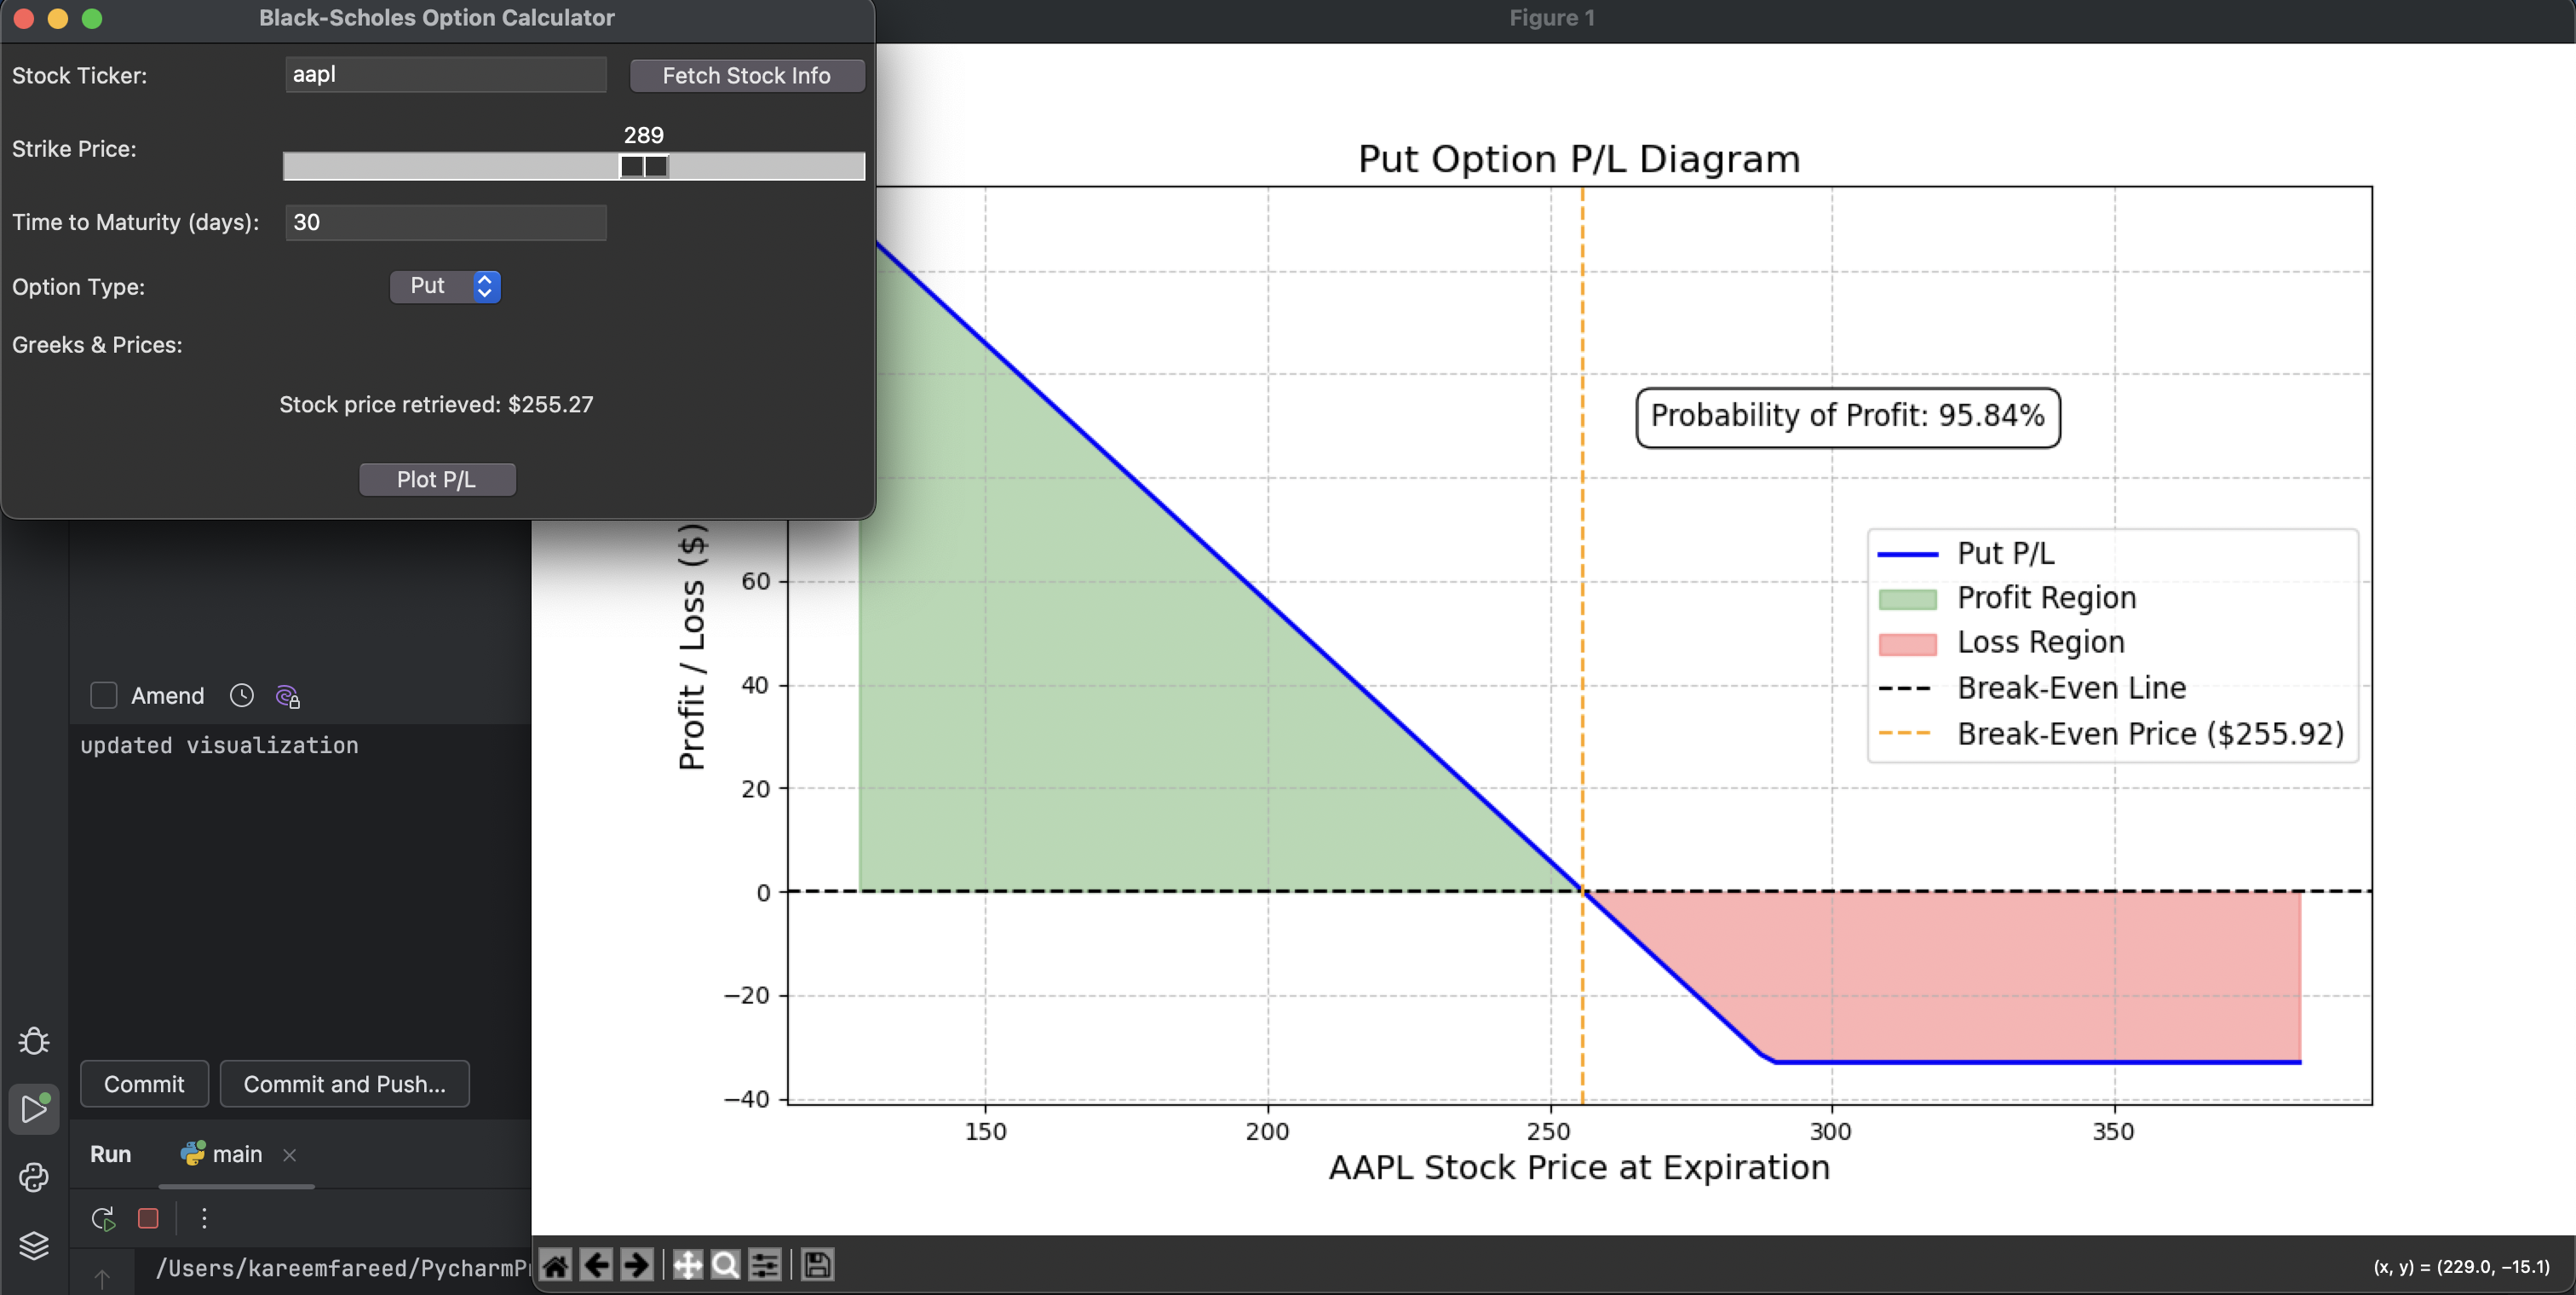 Black-Scholes Option Calculator
Stock Ticker:
aapl
Fetch Stock Info
289
Strike Price:
Time to Maturity (days):
30
Option Type:
Put
Greeks & Prices:
Stock price retrieved: $255.27
Plot P/L
Amend
updated visualization
Commit
Commit and Push...
Run
main
/Users/kareemfareed/PycharmPr
Figure 1
Put Option P/L Diagram
Probability of Profit: 95.84%
Put P/L
Profit Region
Loss Region
Break-Even Line
Break-Even Price ($255.92)
Profit / Loss ($)
60
40
20
0
−20
−40
150
200
250
300
350
AAPL Stock Price at Expiration
(x, y) = (229.0, −15.1)